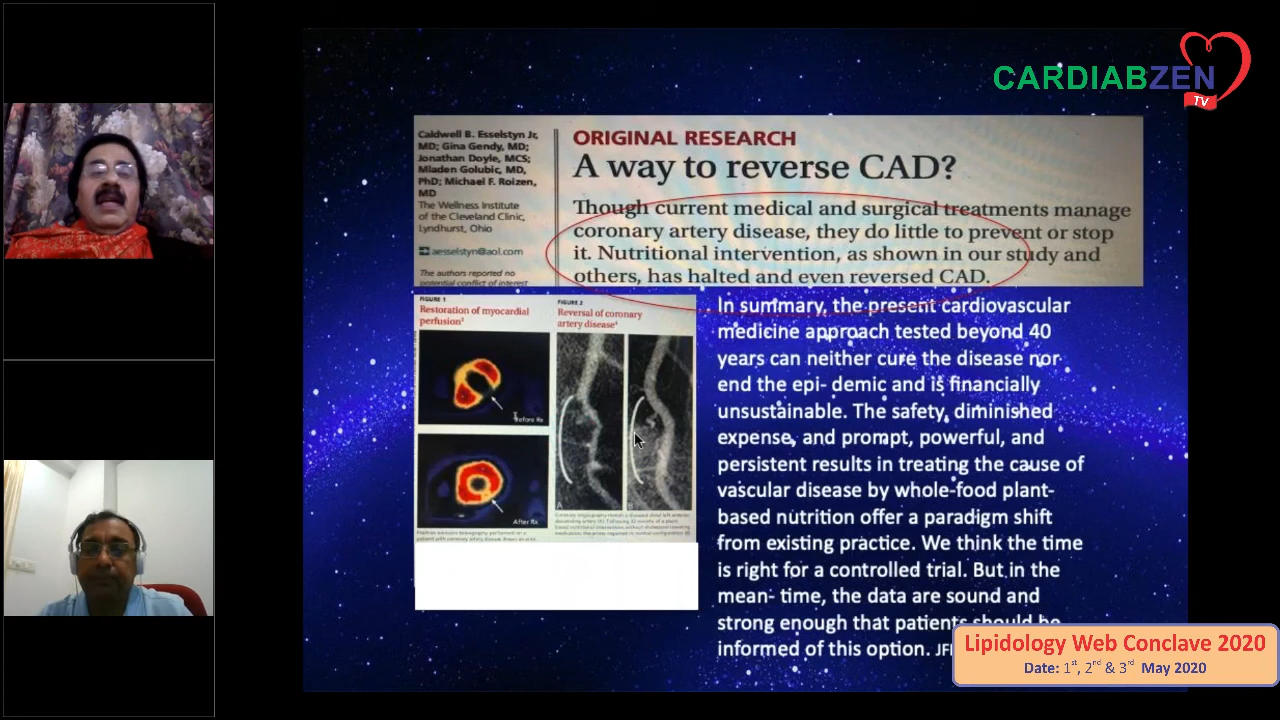 CARDIABZEN
TV
Caldwell B. Esselstyn Jr,
MD; Gina Gendy, MD;
Jonathan Doyle, MCS;
Mladen Golubic, MD,
PhD; Michael F. Roizen,
MD
The Wellness Institute
of the Cleveland Clinic,
Lyndhurst, Ohio
aesselstyn@aol.com
The authors reported no
potential conflict of interest
ORIGINAL RESEARCH
A way to reverse CAD?
Though current medical and surgical treatments manage
coronary artery disease, they do little to prevent or stop
it. Nutritional intervention, as shown in our study and
others, has halted and even reversed CAD.
FIGURE 1
Restoration of myocardial
perfusion³
Before Rx
After Rx
FIGURE 2
Reversal of coronary
artery disease⁴
A
In summary, the present cardiovascular
medicine approach tested beyond 40
years can neither cure the disease nor
end the epi- demic and is financially
unsustainable. The safety, diminished
expense, and prompt, powerful, and
persistent results in treating the cause of
vascular disease by whole-food plant-
based nutrition offer a paradigm shift
from existing practice. We think the time
is right for a controlled trial. But in the
mean- time, the data are sound and
strong enough that patients should be
informed of this option.
Lipidology Web Conclave 2020
Date: 1st, 2nd & 3rd May 2020